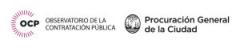 OCP
OBSERVATORIO DE
LA CONTRATACIÓN PÚBLICA
Procuración General
de la Ciudad